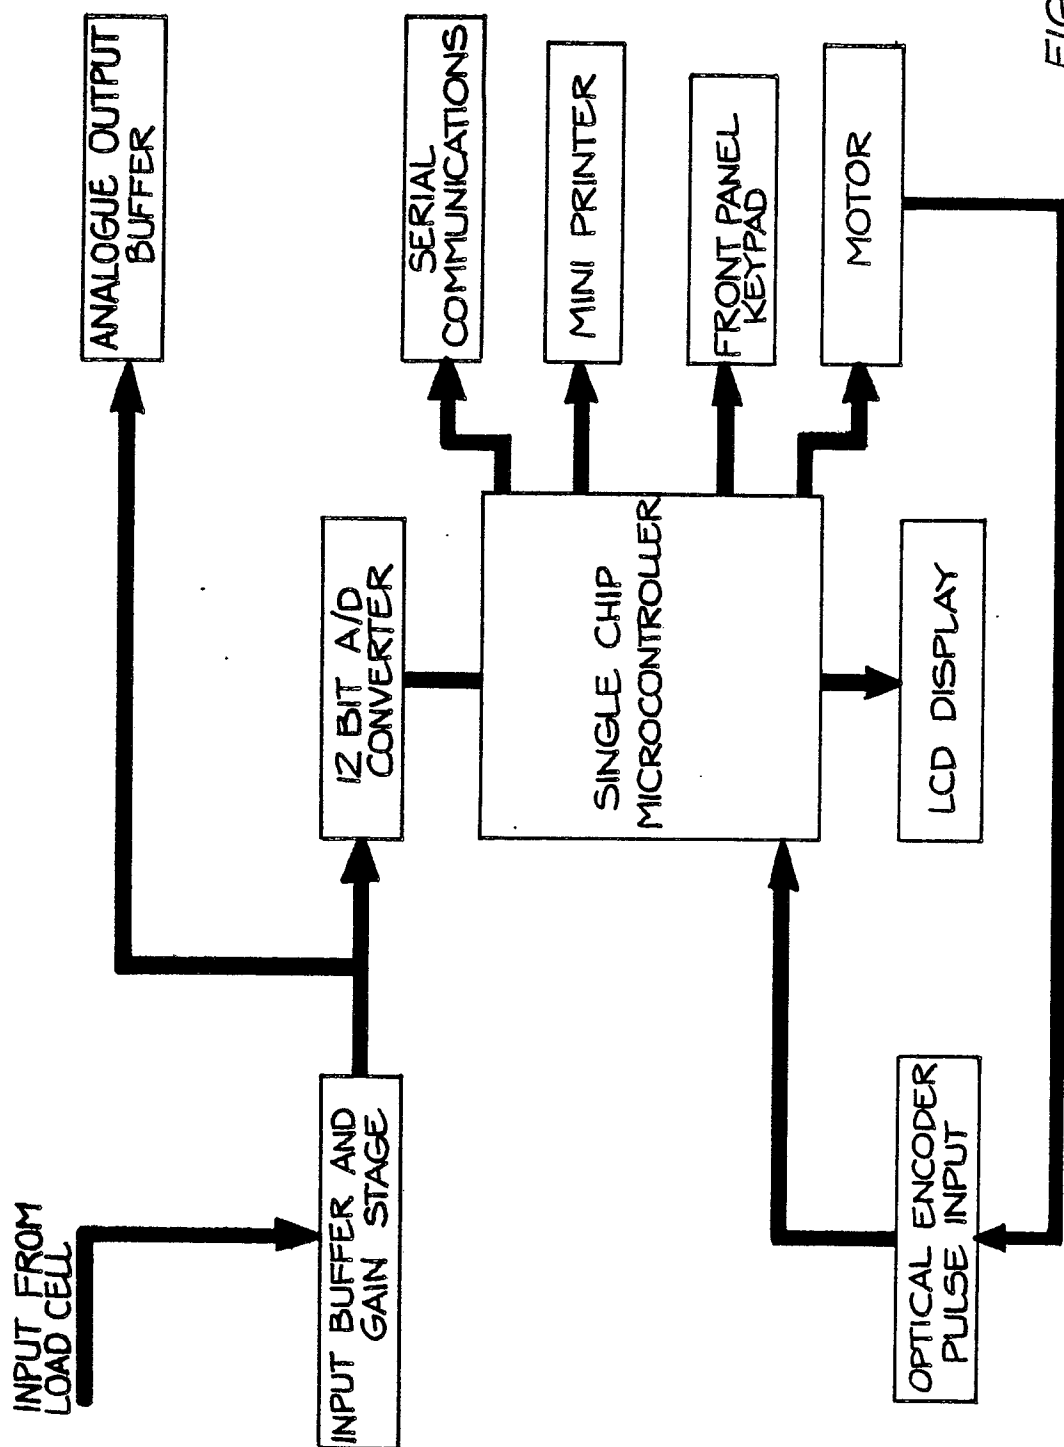 INPUT FROM
LOAD CELL
INPUT BUFFER AND
GAIN STAGE
ANALOGUE OUTPUT
BUFFER
12 BIT A/D
CONVERTER
SINGLE CHIP
MICROCONTROLLER
SERIAL
COMMUNICATIONS
MINI PRINTER
FRONT PANEL
KEYPAD
MOTOR
LCD DISPLAY
OPTICAL ENCODER
PULSE INPUT